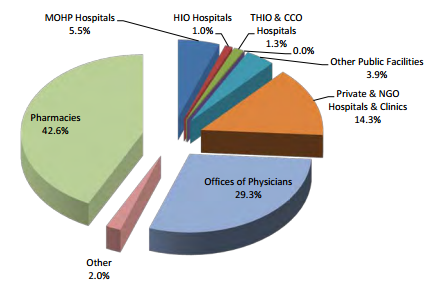 MOHP Hospitals
5.5%
HIO Hospitals
1.0%
THIO & CCO
Hospitals
1.3%
0.0%
Other Public Facilities
3.9%
Private & NGO
Hospitals & Clinics
14.3%
Offices of Physicians
29.3%
Other
2.0%
Pharmacies
42.6%